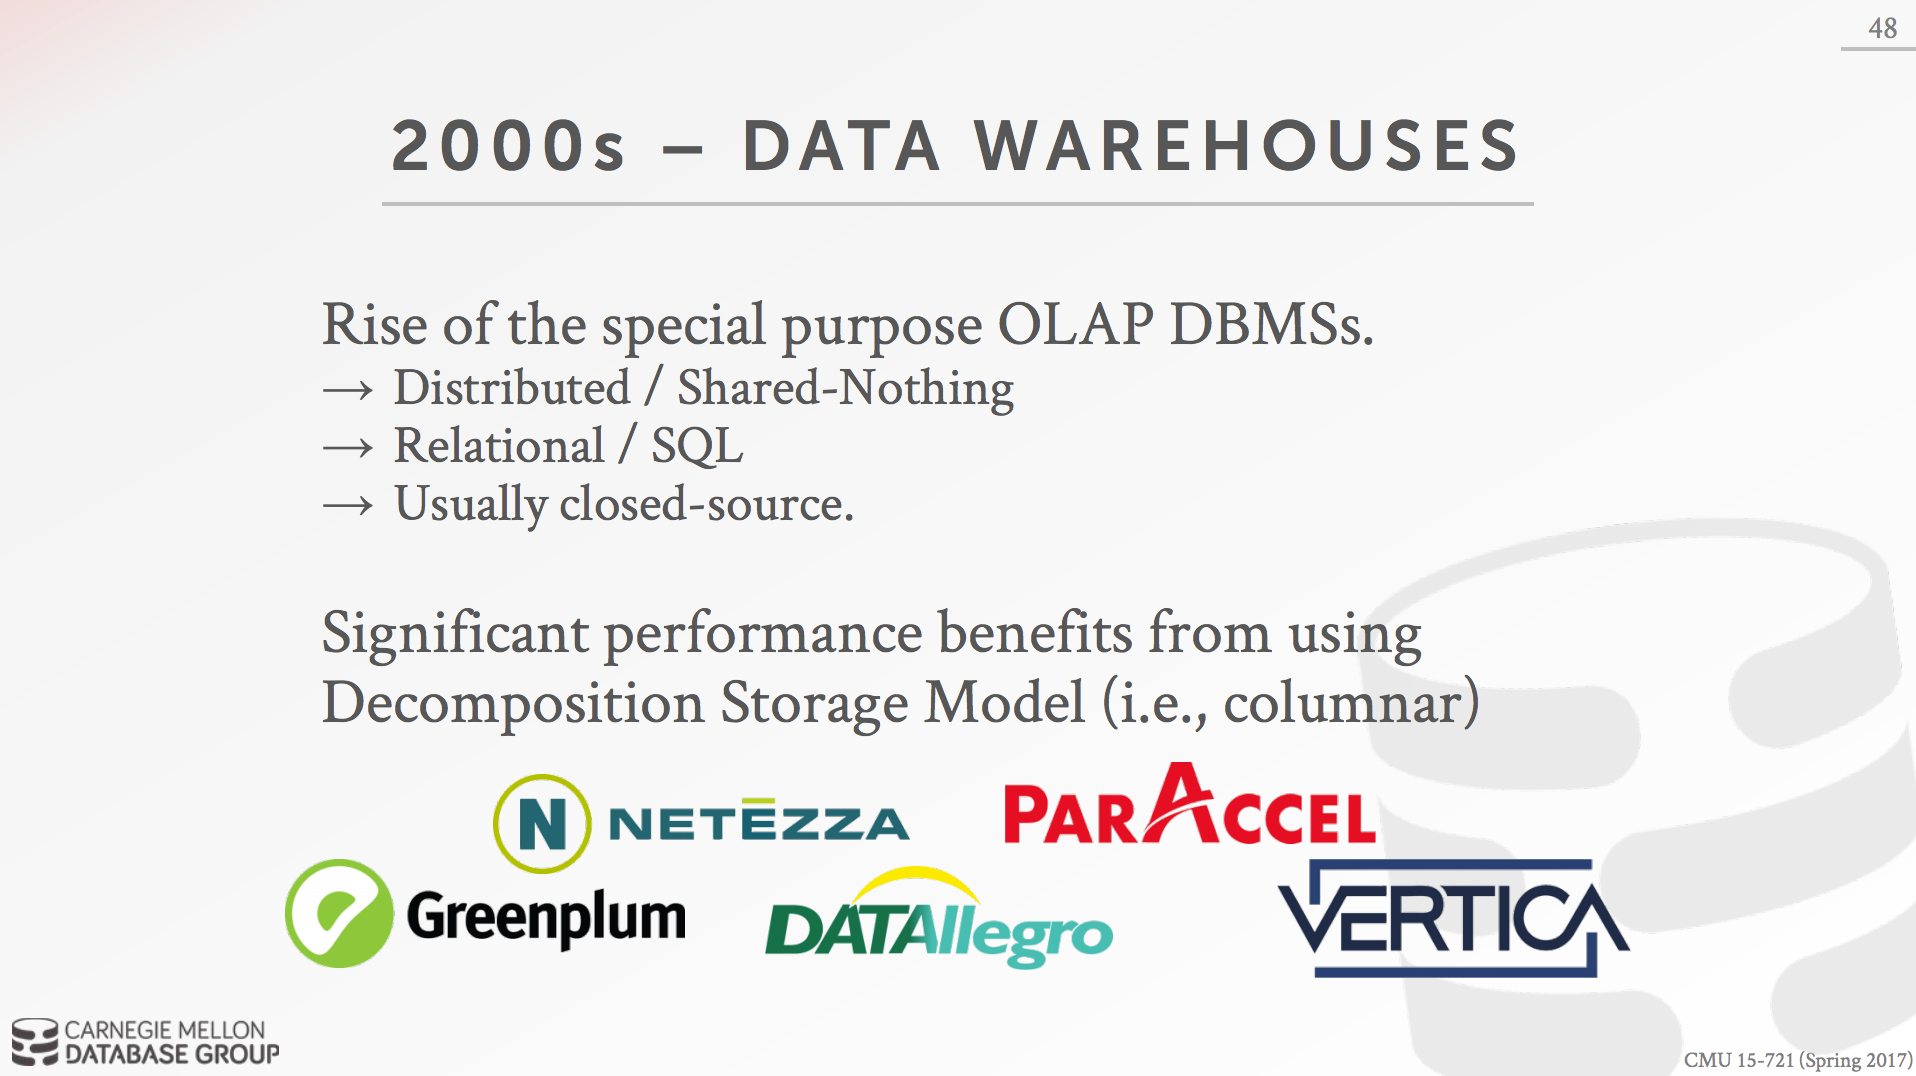 48
2000s – DATA WAREHOUSES
Rise of the special purpose OLAP DBMSs.
→ Distributed / Shared-Nothing
→ Relational / SQL
→ Usually closed-source.
Significant performance benefits from using
Decomposition Storage Model (i.e., columnar)
N NETEZZA
PARACCEL
Greenplum
DATAllegro
VERTICA
CARNEGIE MELLON
DATABASE GROUP
CMU 15-721 (Spring 2017)